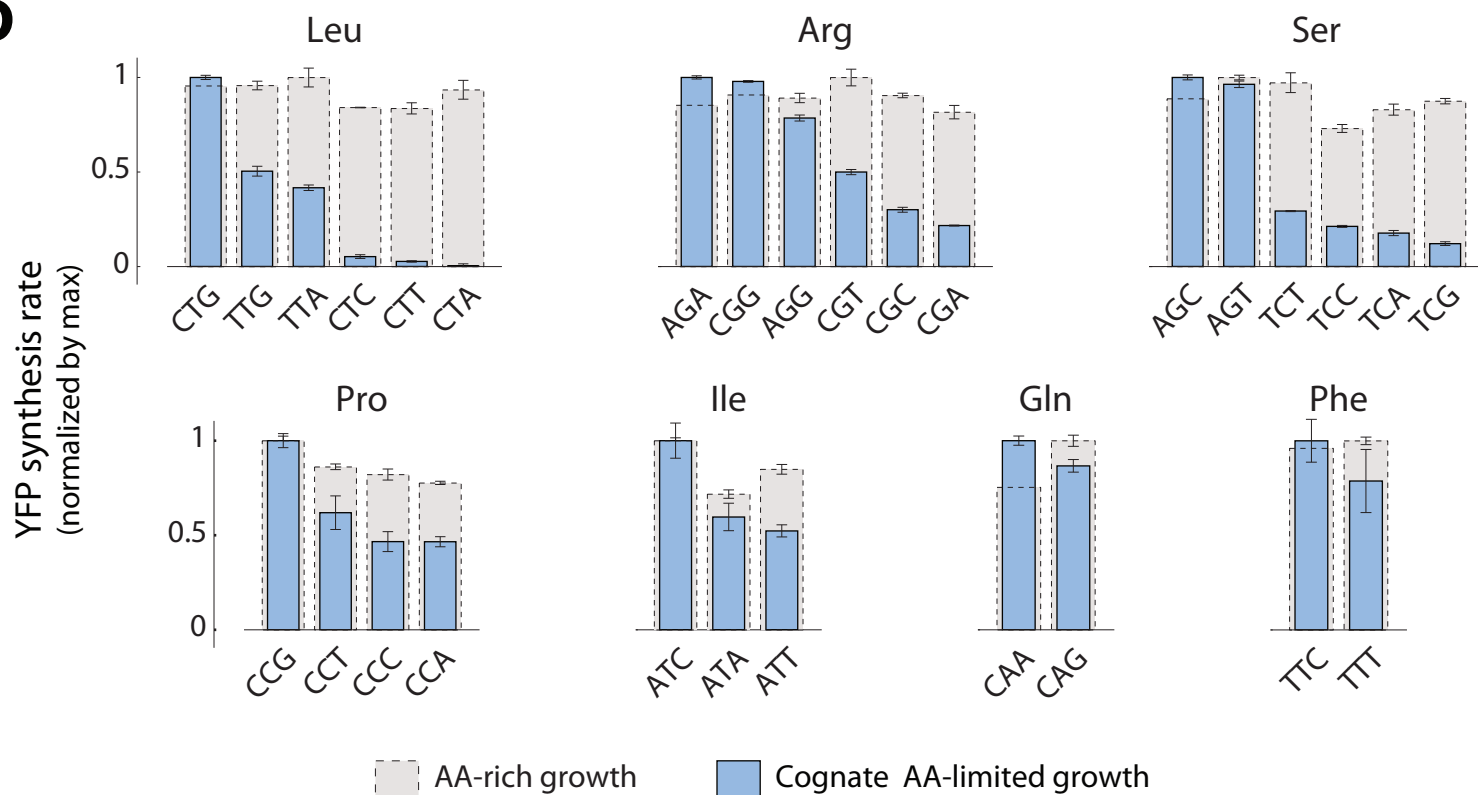 Leu Arg Ser
1
0.5
0
CTG TTG TTA CTC CTT CTA AGA CGG AGG CGT CGC CGA AGC AGT TCT TCC TCA TCG
YFP synthesis rate
(normalized by max)
Pro Ile Gln Phe
1
0.5
0
CCG CCT CCC CCA ATC ATA ATT CAA CAG TTC TTT
AA-rich growth Cognate AA-limited growth